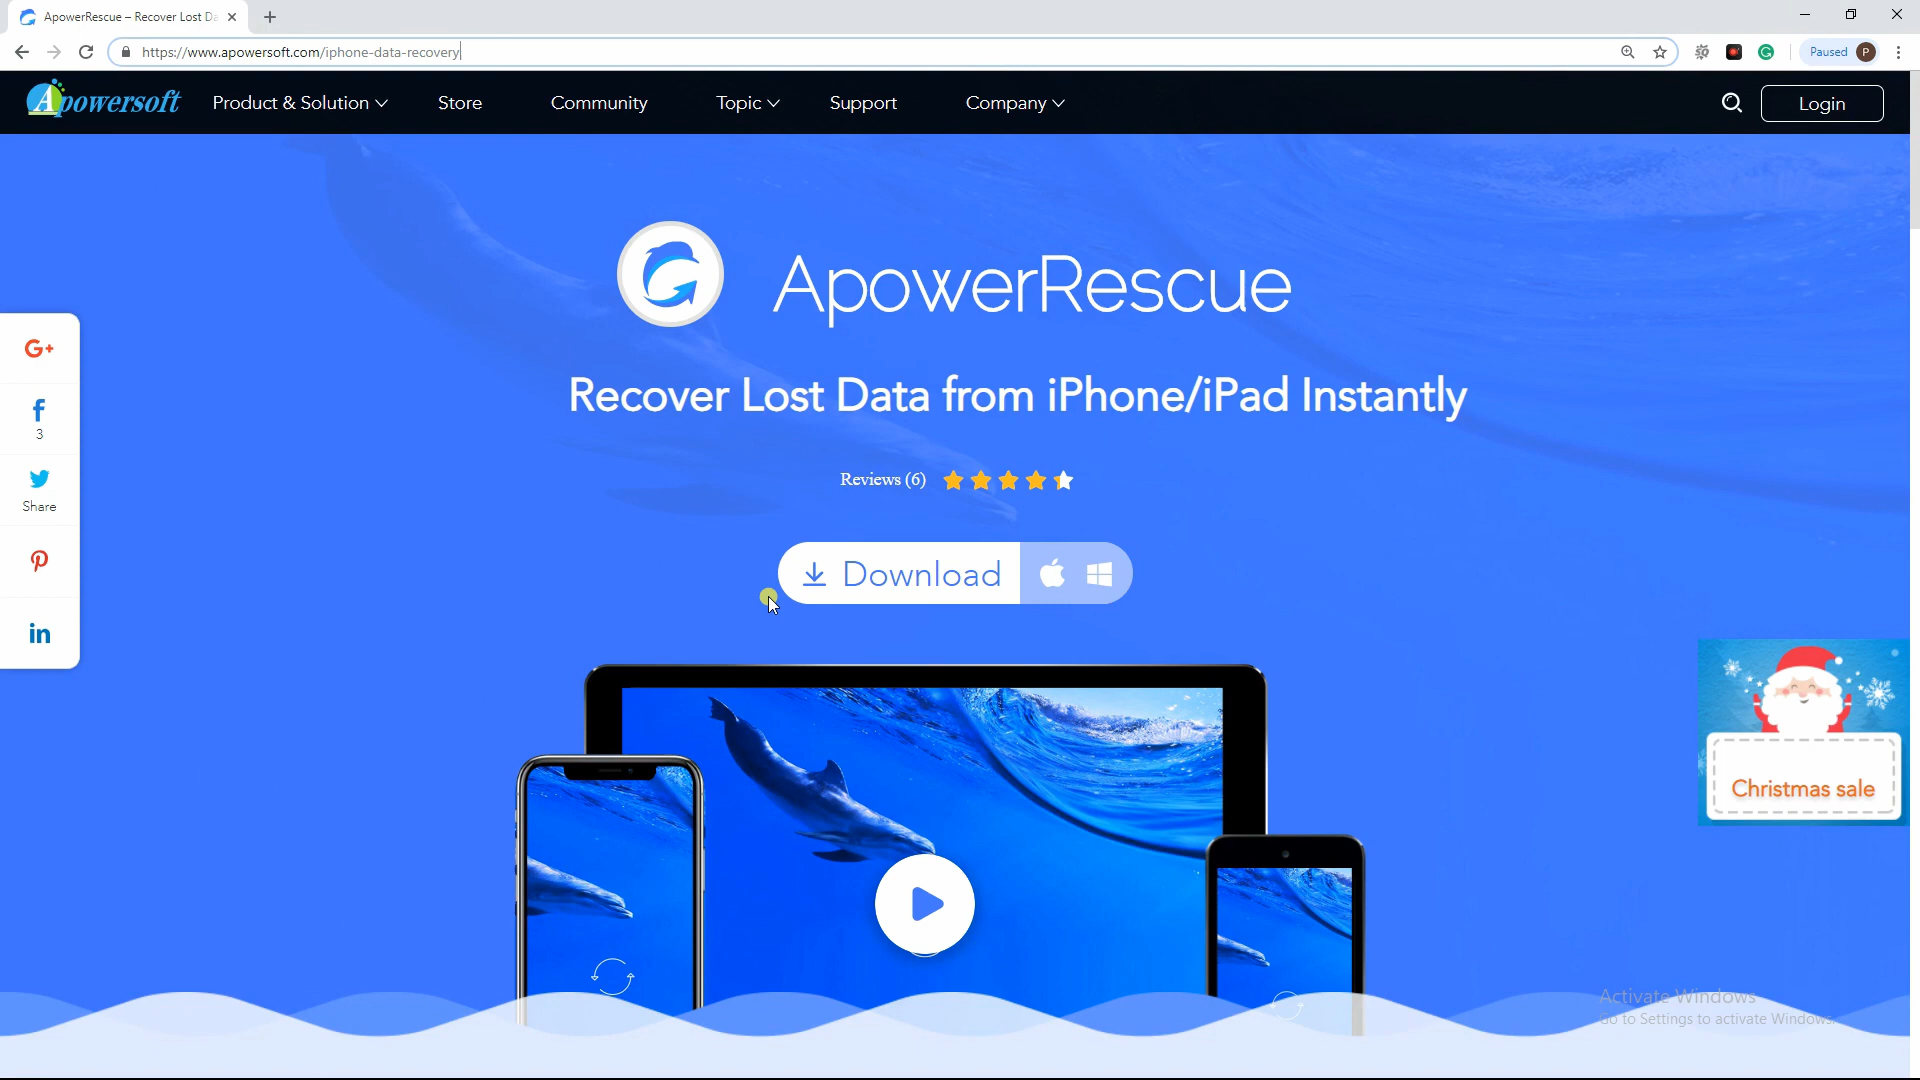 ApowerRescue – Recover Lost Da
https://www.apowersoft.com/iphone-data-recovery
Paused P
Apowersoft Product & Solution Store Community Topic Support Company Login
ApowerRescue
Recover Lost Data from iPhone/iPad Instantly
Reviews (6)
Download
G+
f
3
Share
in
Christmas sale
Activate Windows
Go to Settings to activate Windows.